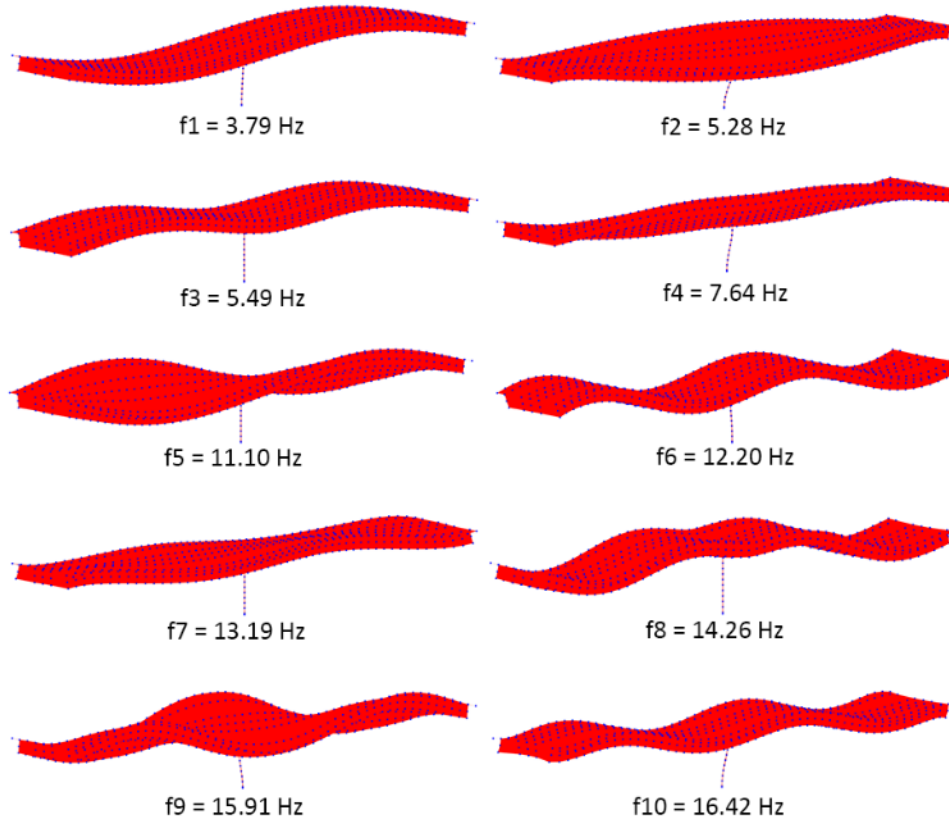 f1 = 3.79 Hz
f2 = 5.28 Hz
f3 = 5.49 Hz
f4 = 7.64 Hz
f5 = 11.10 Hz
f6 = 12.20 Hz
f7 = 13.19 Hz
f8 = 14.26 Hz
f9 = 15.91 Hz
f10 = 16.42 Hz